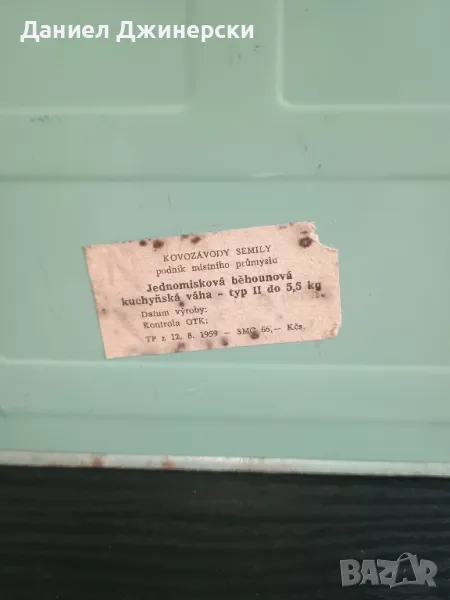 Даниел Джинерски
KOVOZÁVODY SEMILY
podnik místního průmyslu
Jednomisková běhounová
kuchyňská váha - typ II do 5,5 kg
Datum výroby:
Kontrola OTK:
TP z 12. 8. 1959 — SMC 65,— Kčs.
BAZAR